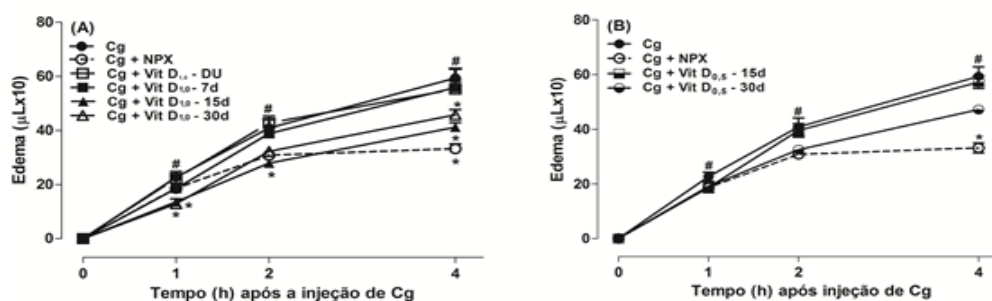 (A)
Cg
Cg + NPX
Cg + Vit D1,0 - DU
Cg + Vit D1,0 - 7d
Cg + Vit D1,0 - 15d
Cg + Vit D1,0 - 30d
Edema (µLx10)
80
60
40
20
0
# # #
* * * * * *
0 1 2 4
Tempo (h) após a injeção de Cg
(B)
Cg
Cg + NPX
Cg + Vit D0,5 - 15d
Cg + Vit D0,5 - 30d
Edema (µLx10)
80
60
40
20
0
# # #
*
0 1 2 4
Tempo (h) após injeção de Cg